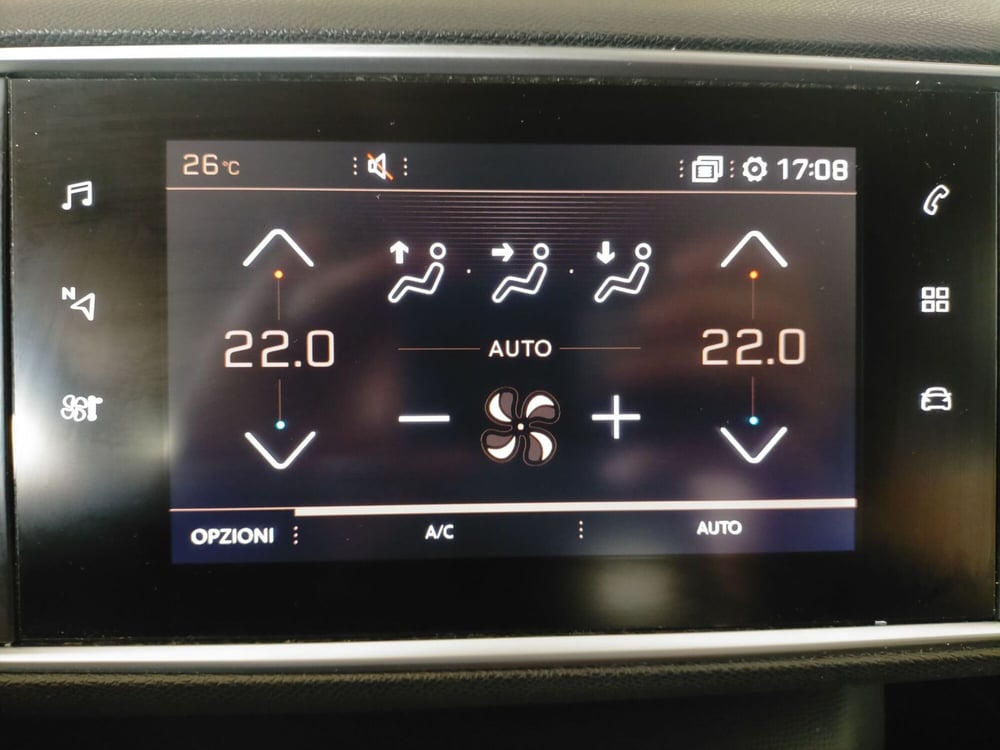 26°C 17:08
N
22.0 AUTO 22.0
OPZIONI A/C AUTO